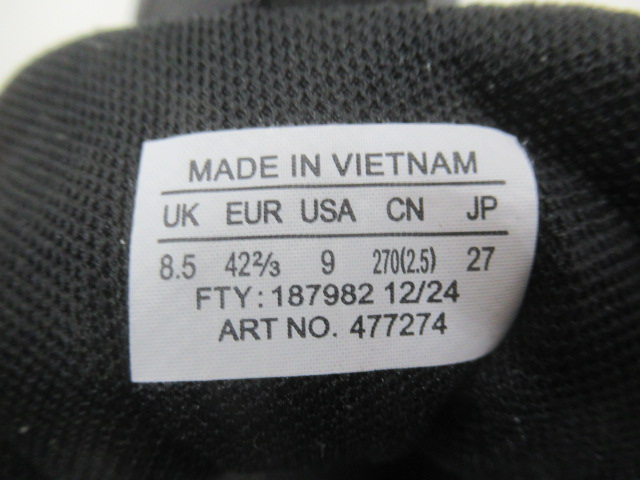 MADE IN VIETNAM
UK EUR USA CN JP
8.5 42⅔ 9 270(2.5) 27
FTY: 187982 12/24
ART NO. 477274